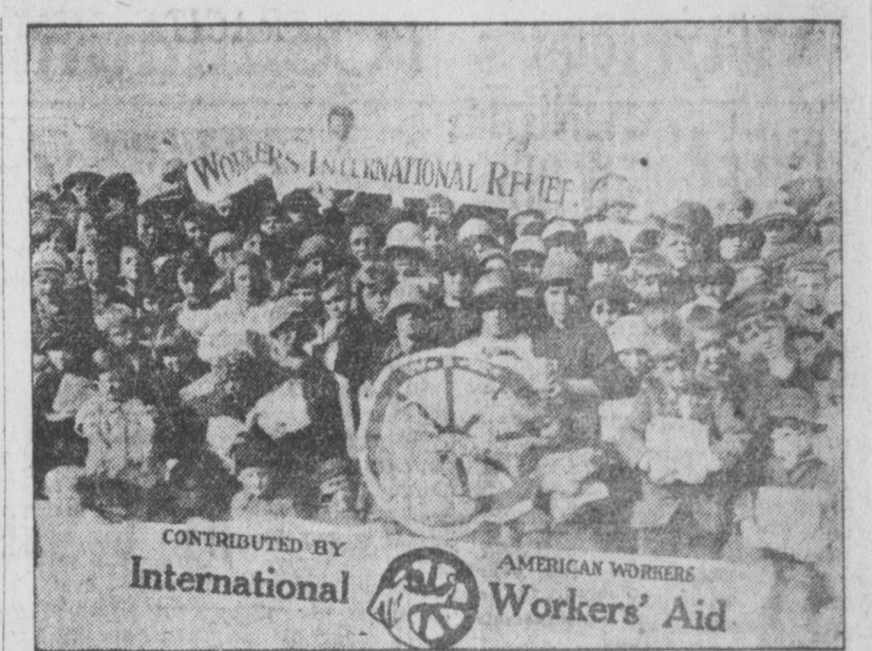 WORKERS INTERNATIONAL RELIEF
CONTRIBUTED BY AMERICAN WORKERS
International Workers' Aid